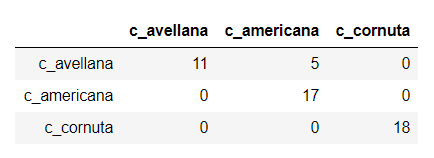 c_avellana c_americana c_cornuta
c_avellana 11 5 0
c_americana 0 17 0
c_cornuta 0 0 18